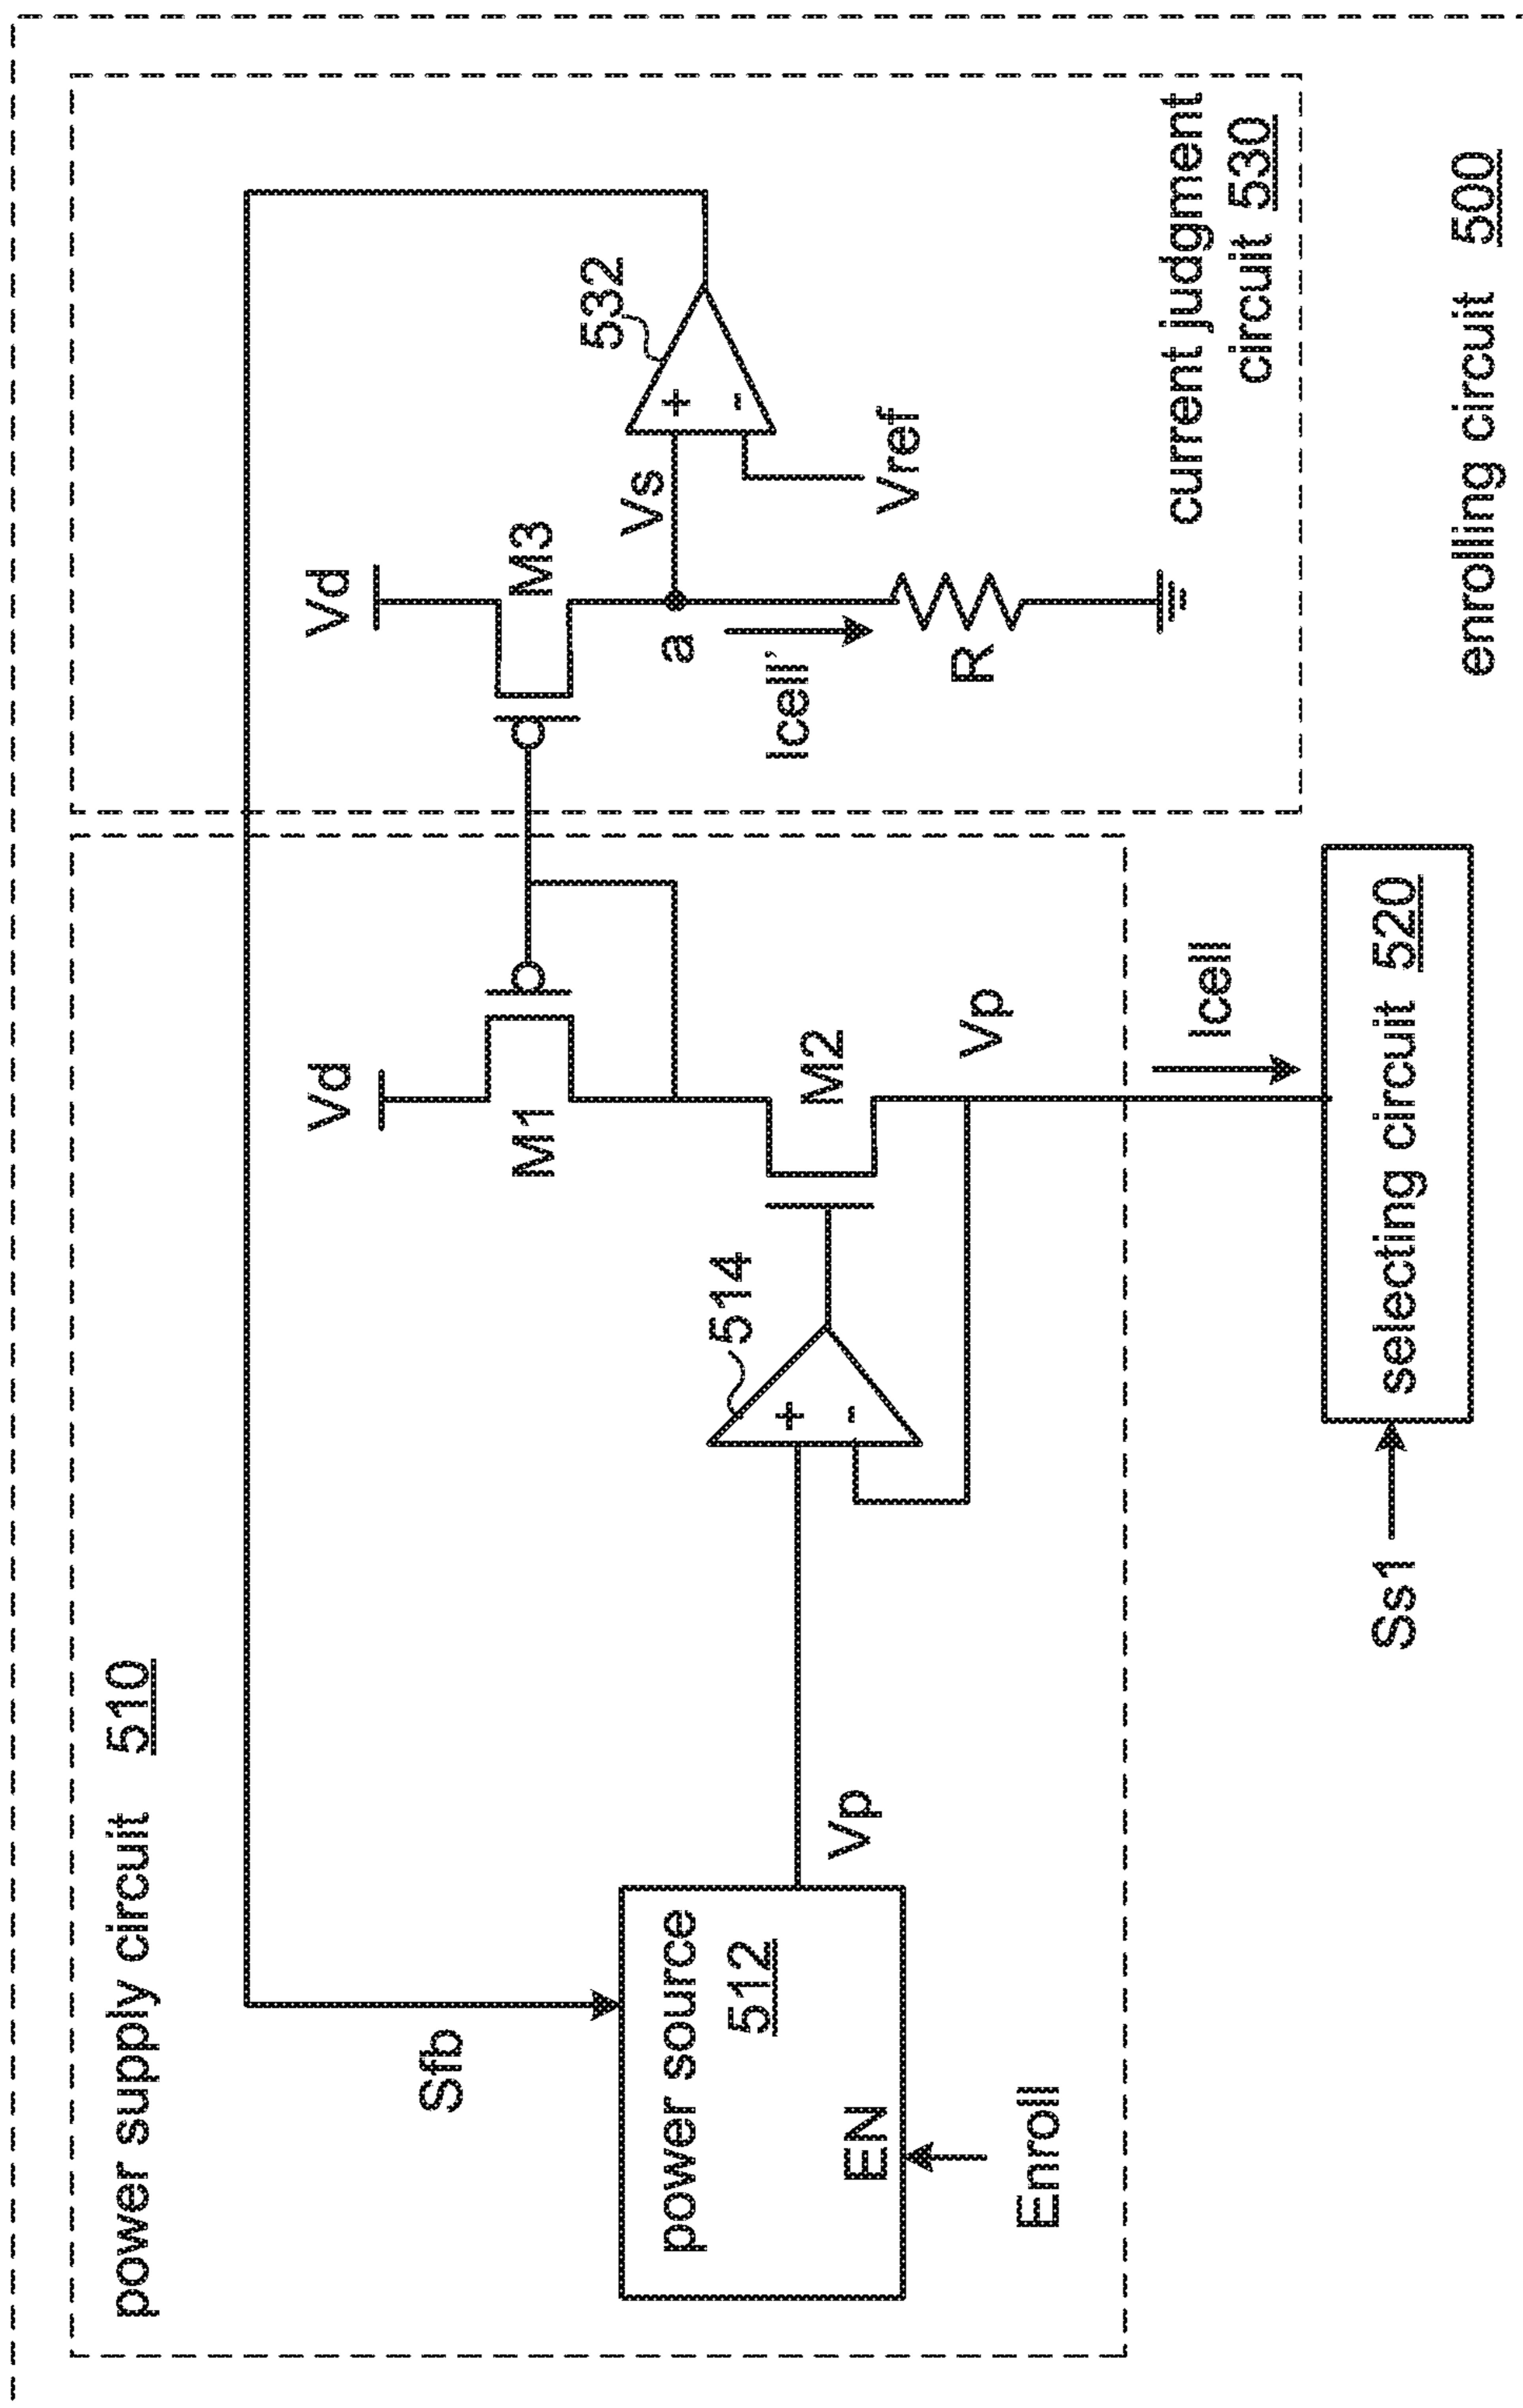 power supply circuit 510
Sfb
power source
512
EN
Enroll
Vp
514
+
-
Vd
M1
M2
Vp
Icell
Ss1
selecting circuit 520
Vd
M3
a
Vs
Icell'
R
532
+
-
Vref
current judgment
circuit 530
enrolling circuit 500